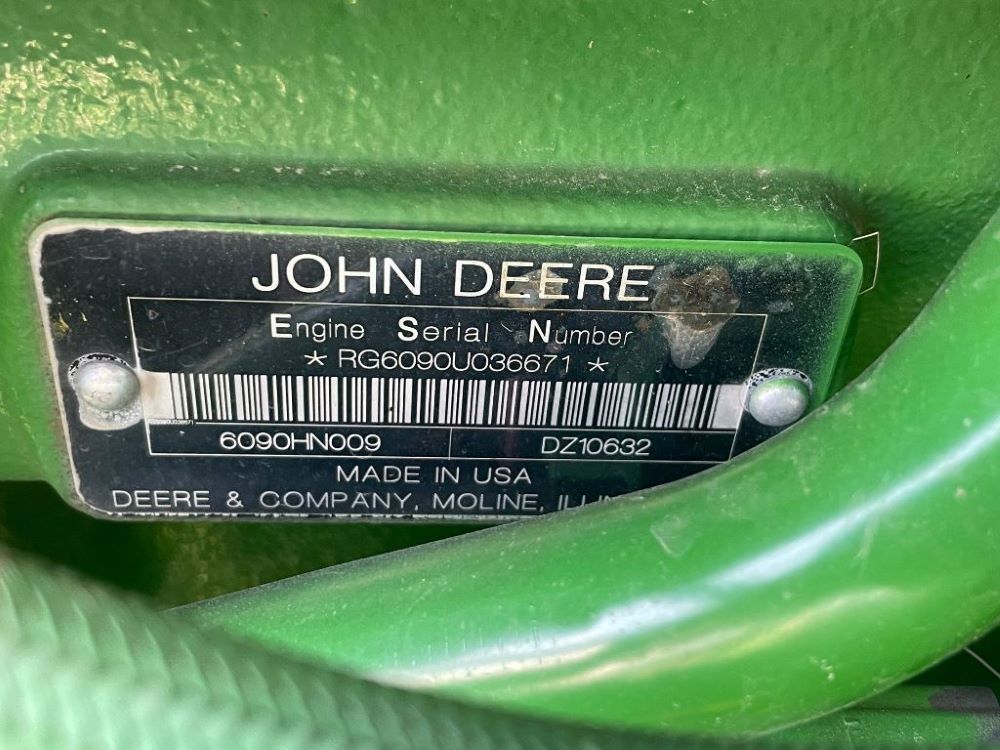 JOHN DEERE
Engine Serial Number
* RG6090U036671 *
6090HN009 DZ10632
MADE IN USA
DEERE & COMPANY, MOLINE,